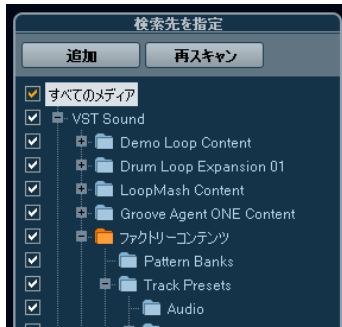 検索先を指定
追加 再スキャン
すべてのメディア
VST Sound
Demo Loop Content
Drum Loop Expansion 01
LoopMash Content
Groove Agent ONE Content
ファクトリーコンテンツ
Pattern Banks
Track Presets
Audio